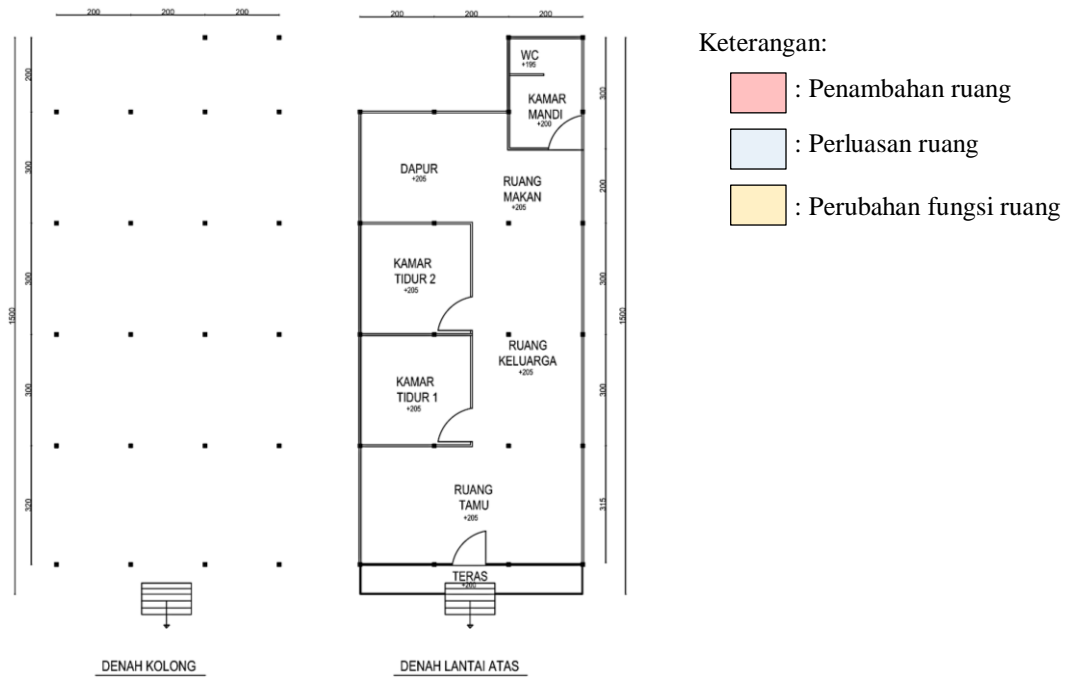 200 200 200
200 200 200
Keterangan:
: Penambahan ruang
: Perluasan ruang
: Perubahan fungsi ruang
200
300
300
300
320
1500
WC
+195
KAMAR
MANDI
+200
DAPUR
+205
RUANG
MAKAN
+205
KAMAR
TIDUR 2
+205
RUANG
KELUARGA
+205
KAMAR
TIDUR 1
+205
RUANG
TAMU
+205
TERAS
+200
300
200
300
300
315
1500
DENAH KOLONG
DENAH LANTAI ATAS